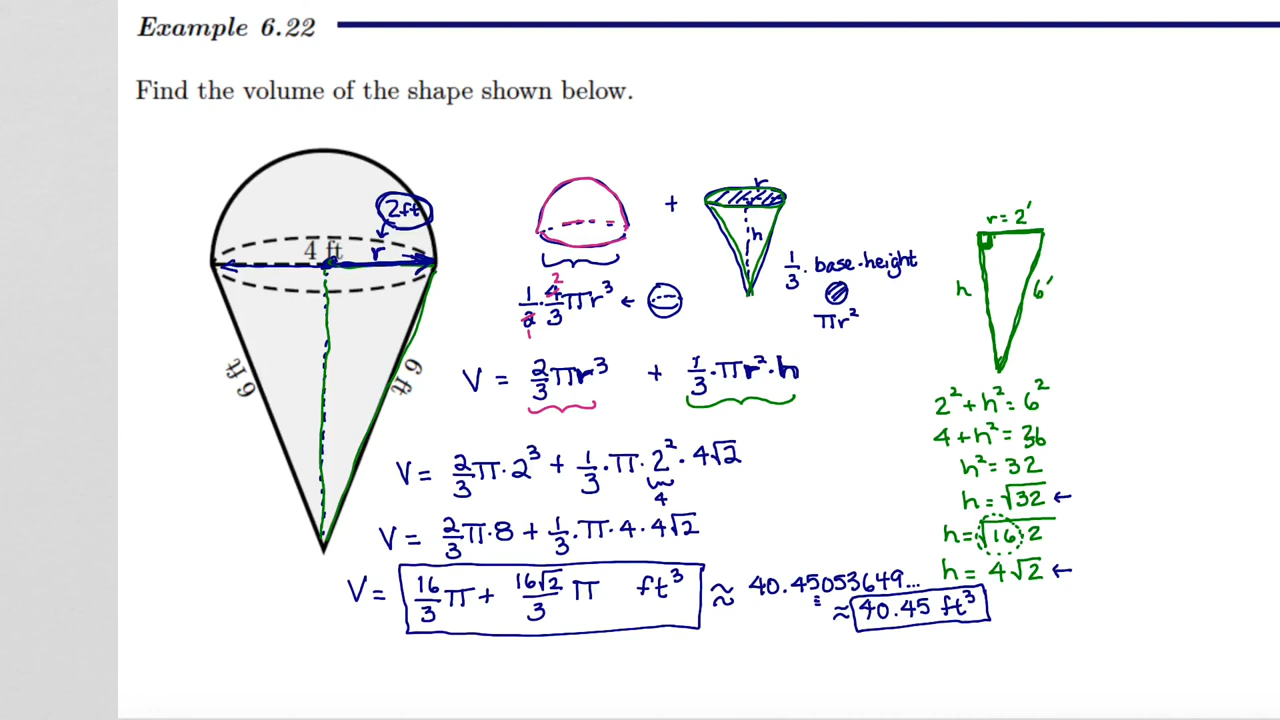 Example 6.22
Find the volume of the shape shown below.
2ft
4 ft
r
6 ft
6 ft
+
r
h
1/2 · 4/3 πr³ ←
2
1
1/3 · base·height
πr²
V = 2/3 πr³ + 1/3 · πr² · h
V = 2/3 π · 2³ + 1/3 · π · 2² · 4√2
4
V = 2/3 π · 8 + 1/3 · π · 4 · 4√2
V = 16/3 π + 16√2/3 π ft³ ≈ 40.45053649...
≈ 40.45 ft³
r = 2'
h
6'
2² + h² = 6²
4 + h² = 36
h² = 32
h = √32 ←
h = √16·2
h = 4√2 ←